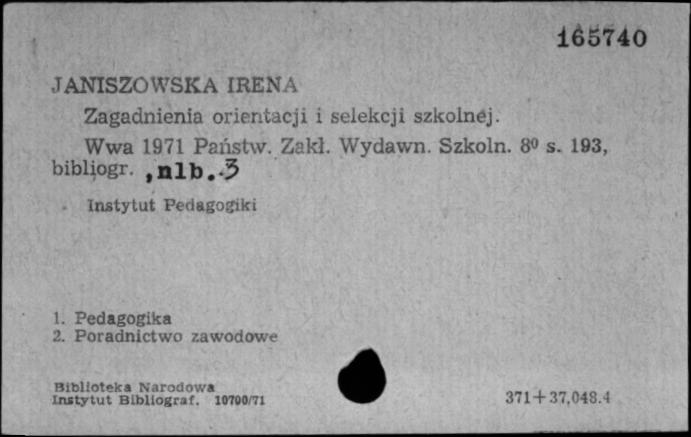 165740
JANISZOWSKA IRENA
Zagadnienia orientacji i selekcji szkolnej.
Wwa 1971 Państw. Zakł. Wydawn. Szkoln. 8⁰ s. 193,
bibliogr. , nlb. 3
Instytut Pedagogiki
1. Pedagogika
2. Poradnictwo zawodowe
Biblioteka Narodowa
Instytut Bibliograf. 10700/71
371+37.048.4